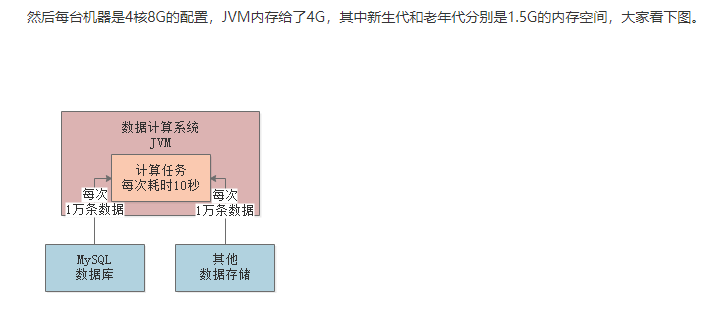 然后每台机器是4核8G的配置，JVM内存给了4G，其中新生代和老年代分别是1.5G的内存空间，大家看下图。
数据计算系统
JVM
计算任务
每次耗时10秒
每次
1万条数据
每次
1万条数据
MySQL
数据库
其他
数据存储